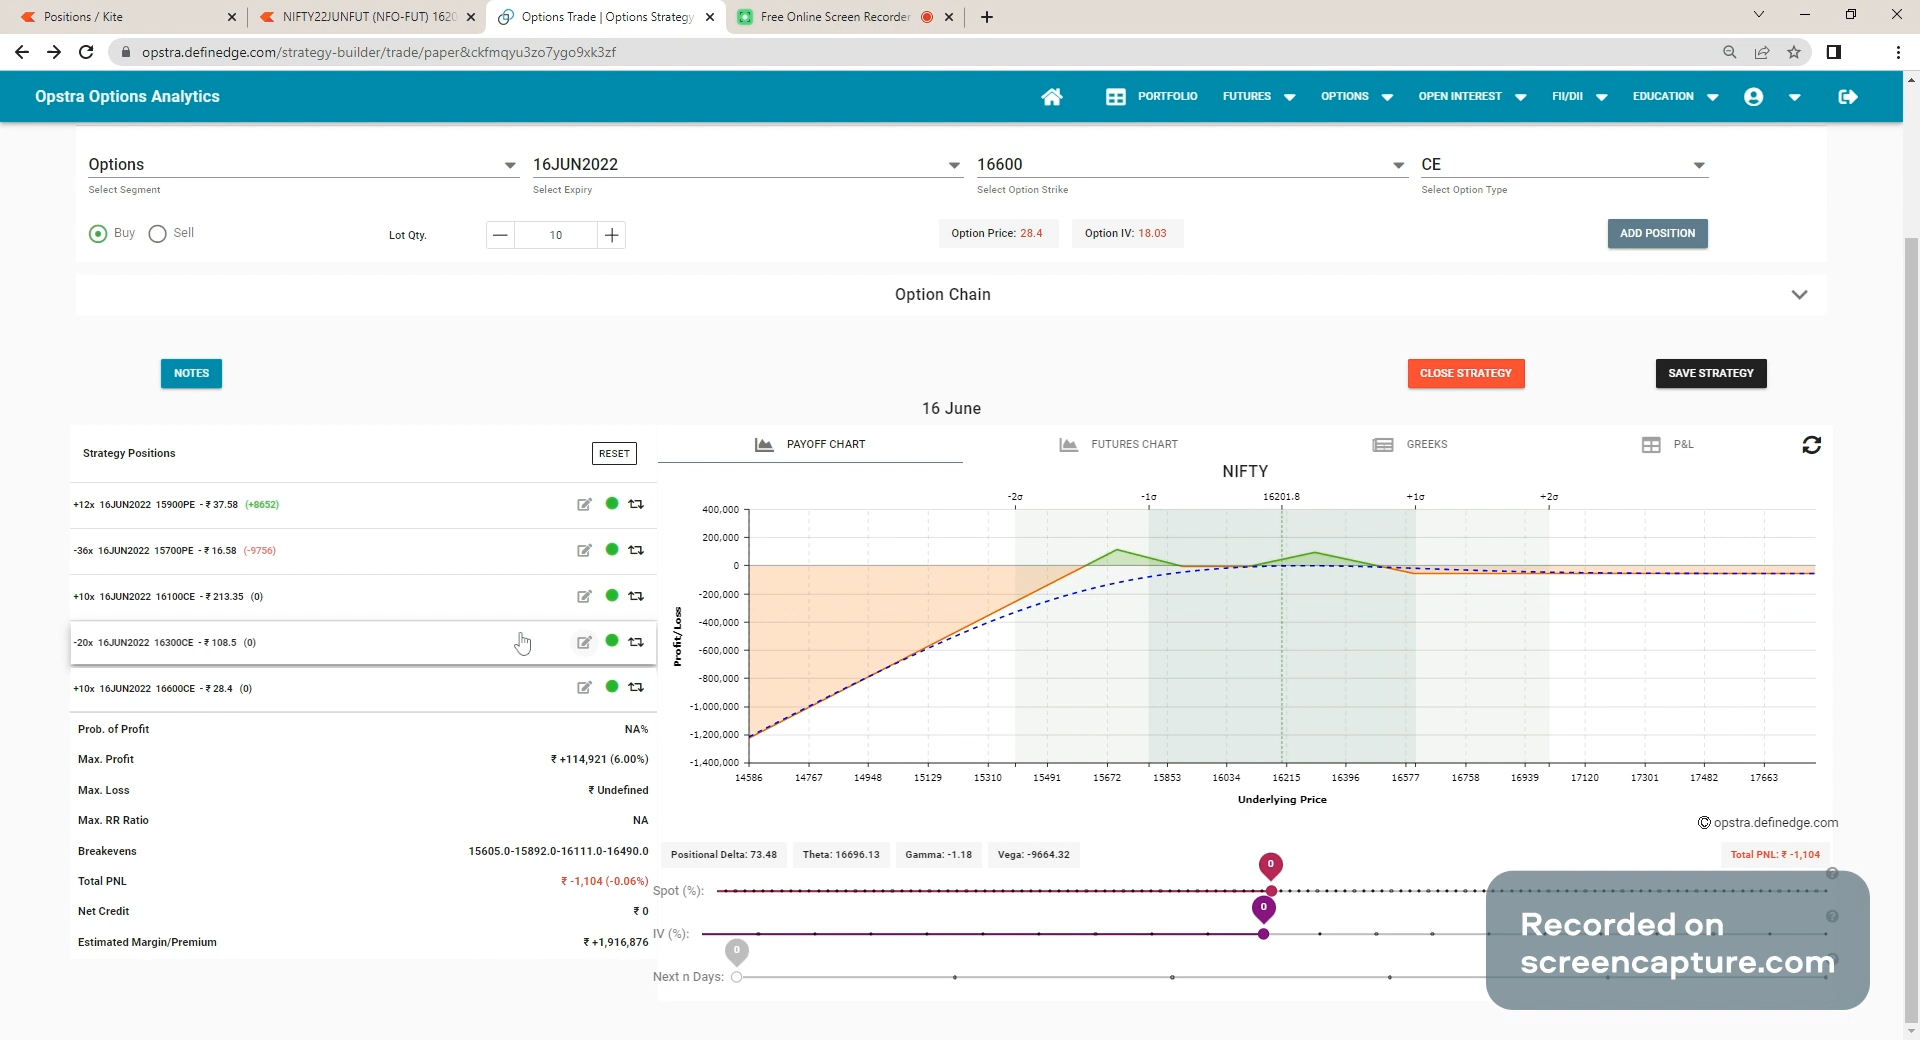 Positions / Kite
NIFTY22JUNFUT (NFO-FUT) 1620
Options Trade | Options Strategy
Free Online Screen Recorder
opstra.definedge.com/strategy-builder/trade/paper&ckfmqyu3zo7ygo9xk3zf
Opstra Options Analytics
PORTFOLIO
FUTURES
OPTIONS
OPEN INTEREST
FII/DII
EDUCATION
Options
16JUN2022
16600
CE
Select Segment
Select Expiry
Select Option Strike
Select Option Type
Buy
Sell
Lot Qty.
10
Option Price: 28.4
Option IV: 18.03
ADD POSITION
Option Chain
NOTES
CLOSE STRATEGY
SAVE STRATEGY
16 June
Strategy Positions
RESET
+12x 16JUN2022 15900PE - ₹ 37.58 (+8652)
-36x 16JUN2022 15700PE - ₹ 16.58 (-9756)
+10x 16JUN2022 16100CE - ₹ 213.35 (0)
-20x 16JUN2022 16300CE - ₹ 108.5 (0)
+10x 16JUN2022 16600CE - ₹ 28.4 (0)
Prob. of Profit NA%
Max. Profit ₹ +114,921 (6.00%)
Max. Loss ₹ Undefined
Max. RR Ratio NA
Breakevens 15605.0-15892.0-16111.0-16490.0
Total PNL ₹ -1,104 (-0.06%)
Net Credit ₹ 0
Estimated Margin/Premium ₹ +1,916,876
PAYOFF CHART
FUTURES CHART
GREEKS
P&L
NIFTY
-2σ -1σ 16201.8 +1σ +2σ
400,000
200,000
0
-200,000
-400,000
-600,000
-800,000
-1,000,000
-1,200,000
-1,400,000
Profit/Loss
14586 14767 14948 15129 15310 15491 15672 15853 16034 16215 16396 16577 16758 16939 17120 17301 17482 17663
Underlying Price
© opstra.definedge.com
Positional Delta: 73.48
Theta: 16696.13
Gamma: -1.18
Vega: -9664.32
Total PNL: ₹ -1,104
0
Spot (%):
0
IV (%):
0
Next n Days:
Recorded on
screencapture.com